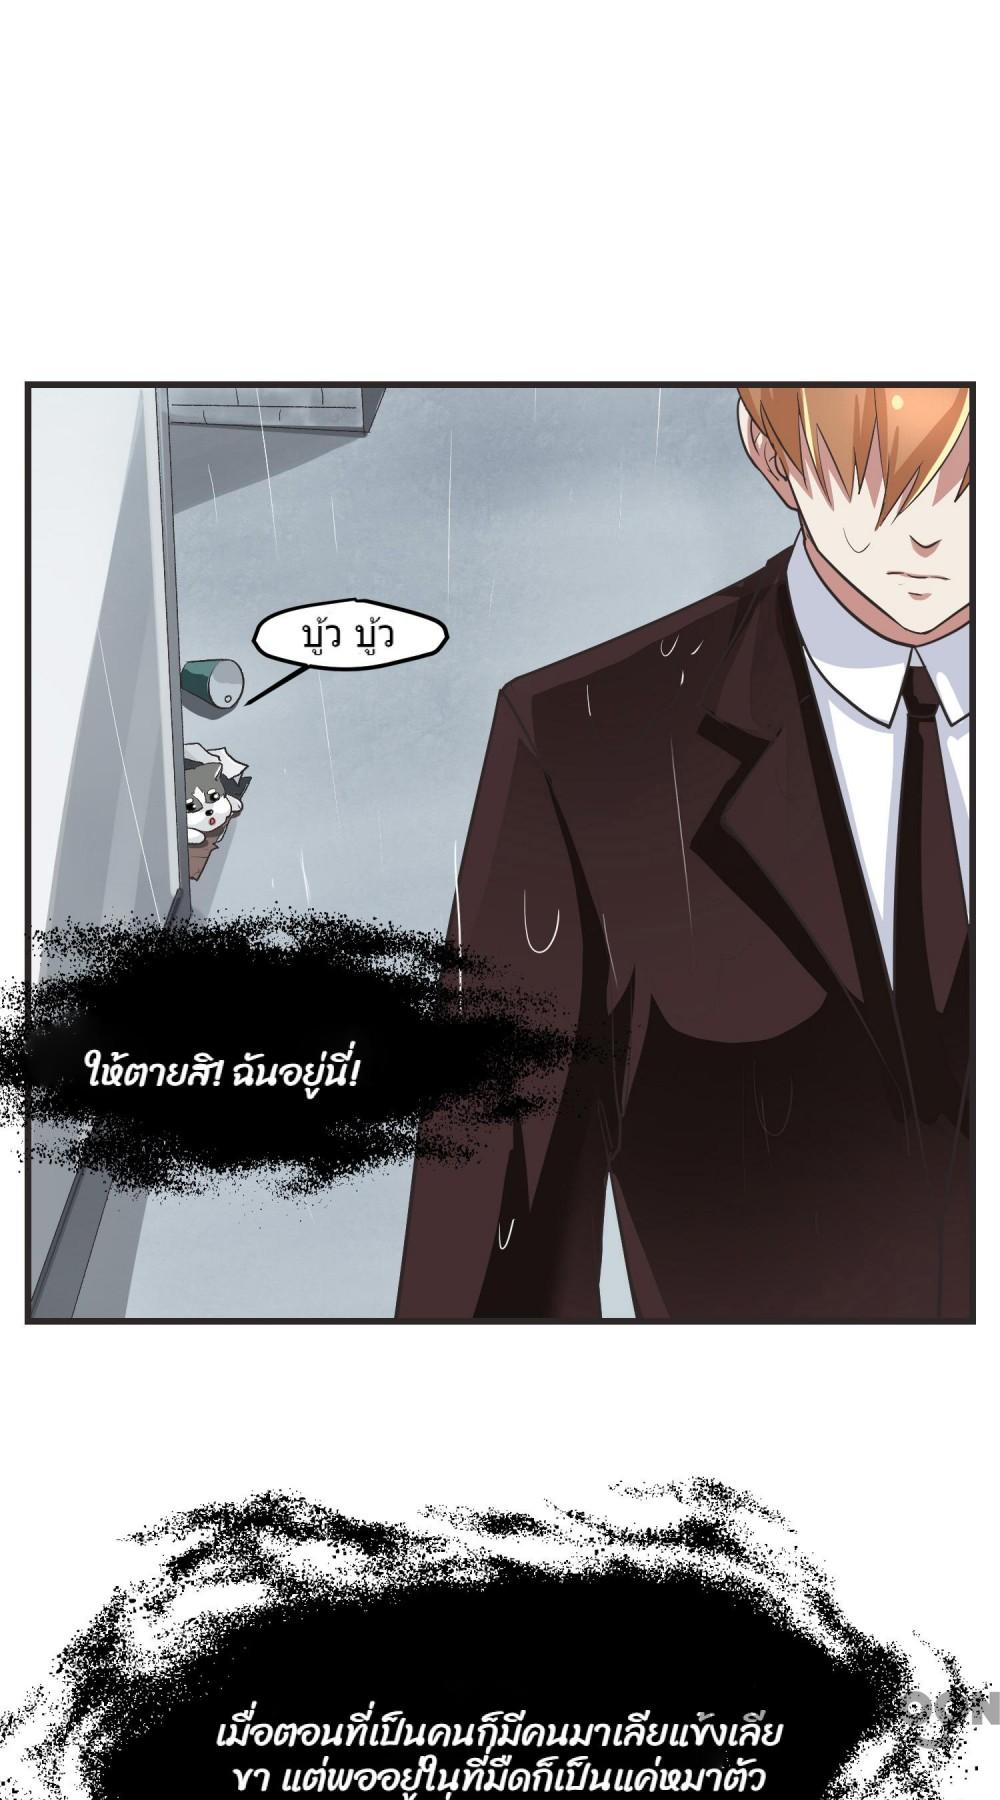 บู้ว บู้ว
ให้ตายสิ! ฉันอยู่นี่!
เมื่อตอนที่เป็นคนก็มีคนมาเลียแข้งเลีย
ขา แต่พออยู่ในที่มืดก็เป็นแค่หมาตัว